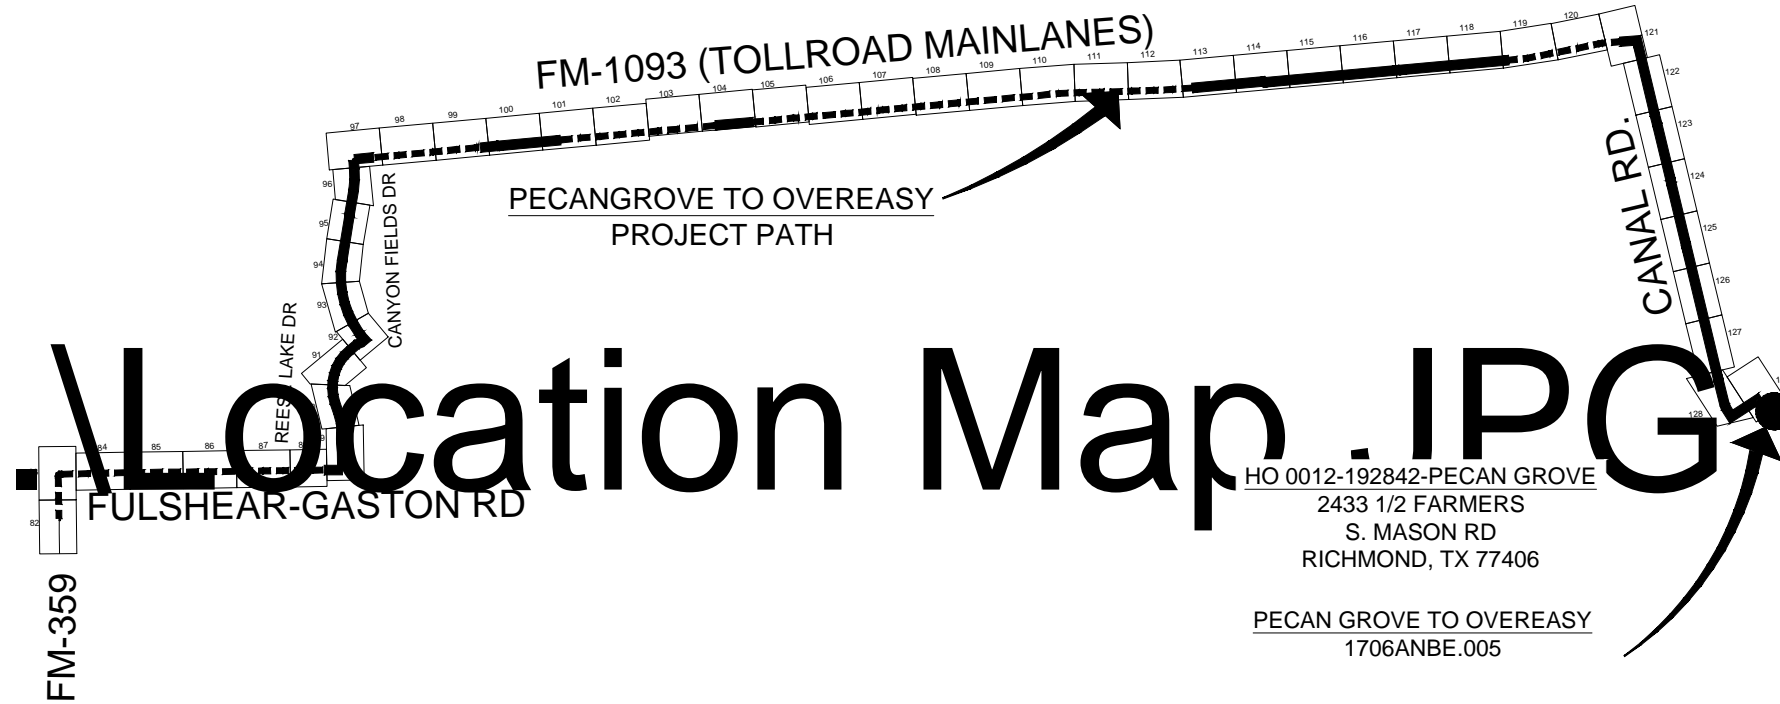 FM-1093 (TOLLROAD MAINLANES)
97
98
99
100
101
102
103
104
105
106
107
108
109
110
111
112
113
114
115
116
117
118
119
120
121
122
123
124
125
126
127
128
CANAL RD.
PECANGROVE TO OVEREASY
PROJECT PATH
96
95
94
93
92
91
CANYON FIELDS DR
LAKE DR
\Location Map.JPG
84
85
86
87
82
FULSHEAR-GASTON RD
FM-359
HO 0012-192842-PECAN GROVE
2433 1/2 FARMERS
S. MASON RD
RICHMOND, TX 77406
PECAN GROVE TO OVEREASY
1706ANBE.005